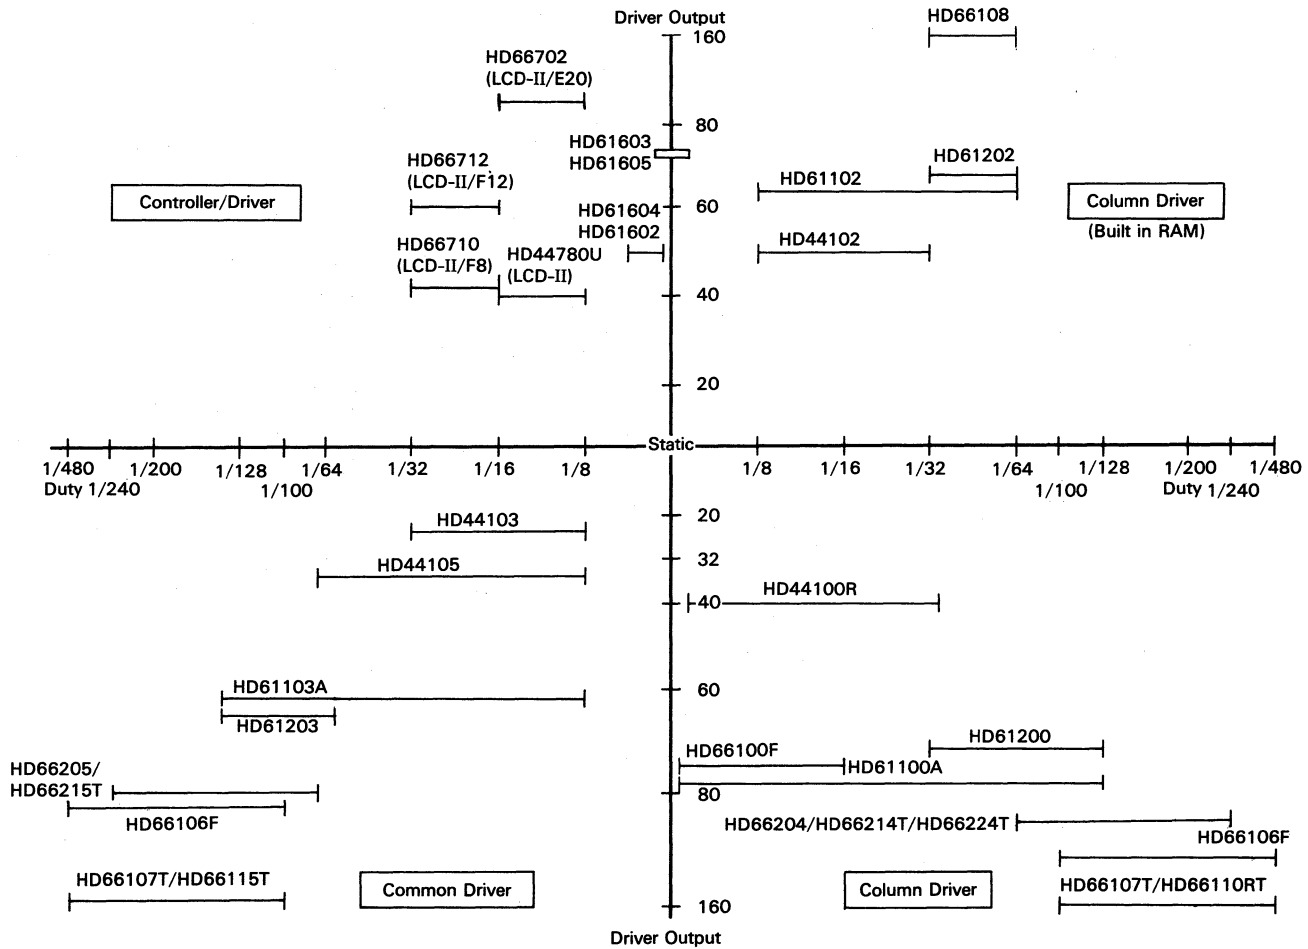 Driver Output
160
HD66108
HD66702
(LCD-II/E20)
80
HD61603
HD61605
HD66712
(LCD-II/F12)
HD61202
HD61102
Controller/Driver
Column Driver
(Built in RAM)
60
HD61604
HD61602
HD66710
(LCD-II/F8)
HD44780U
(LCD-II)
HD44102
40
20
Static
1/480
1/200
1/128
1/64
1/32
1/16
1/8
1/8
1/16
1/32
1/64
1/128
1/200
1/480
Duty 1/240
1/100
1/100
Duty 1/240
HD44103
20
HD44105
32
HD44100R
40
HD61103A
60
HD61203
HD61200
HD66100F
HD61100A
HD66205/
HD66215T
80
HD66106F
HD66204/HD66214T/HD66224T
HD66106F
HD66107T/HD66115T
Common Driver
Column Driver
HD66107T/HD66110RT
160
Driver Output